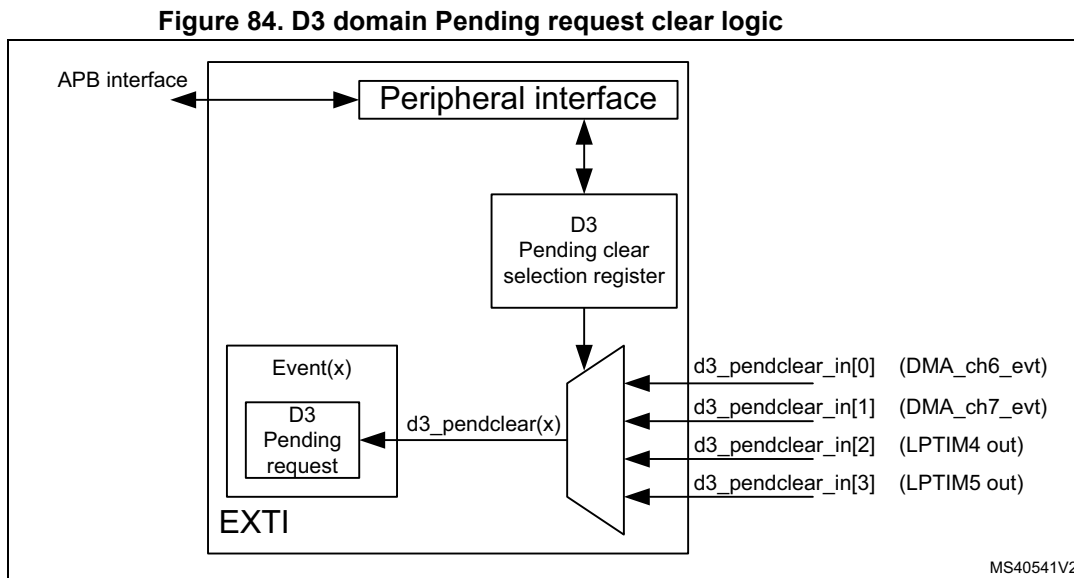 Figure 84. D3 domain Pending request clear logic
APB interface
Peripheral interface
D3
Pending clear
selection register
Event(x)
D3
Pending
request
d3_pendclear(x)
d3_pendclear_in[0] (DMA_ch6_evt)
d3_pendclear_in[1] (DMA_ch7_evt)
d3_pendclear_in[2] (LPTIM4 out)
d3_pendclear_in[3] (LPTIM5 out)
EXTI
MS40541V2